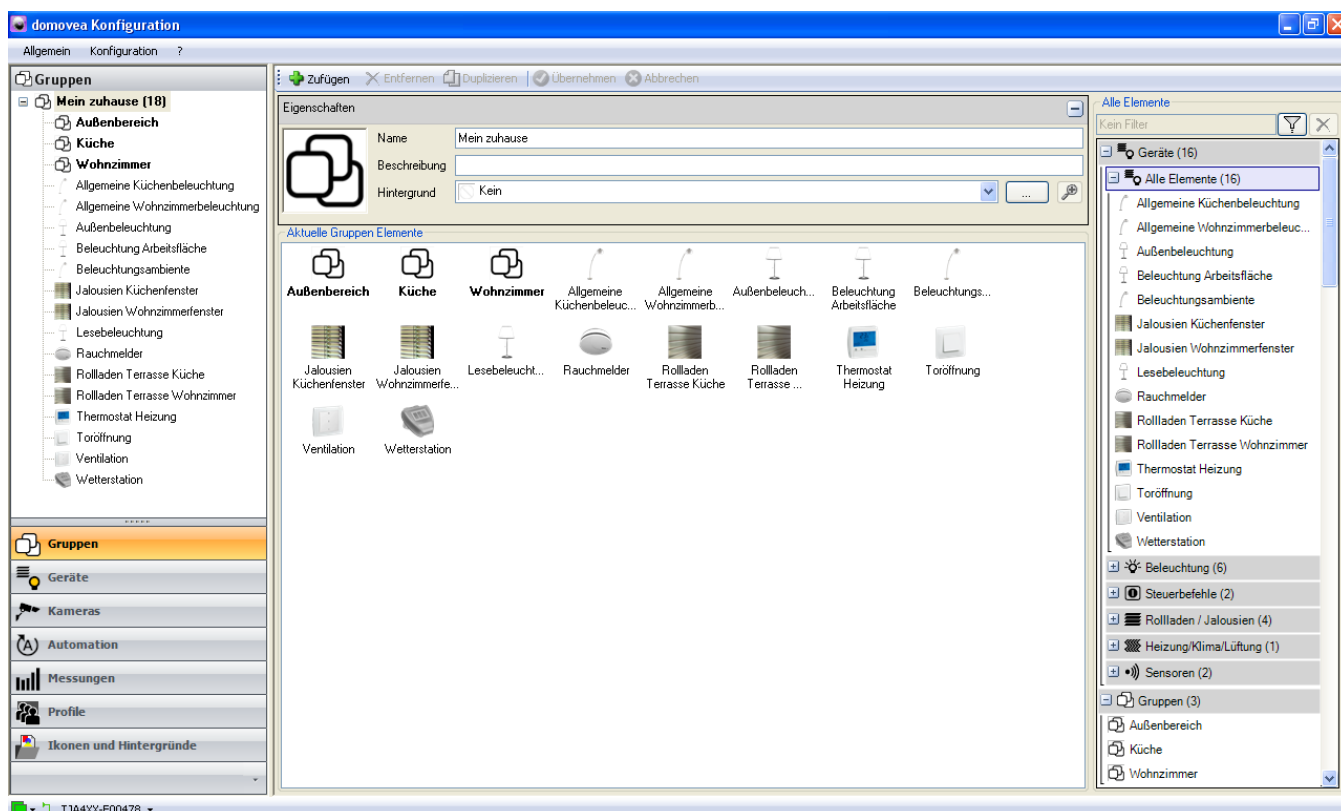 domovea Konfiguration
Allgemein Konfiguration ?
Gruppen
Mein zuhause (18)
Außenbereich
Küche
Wohnzimmer
Allgemeine Küchenbeleuchtung
Allgemeine Wohnzimmerbeleuchtung
Außenbeleuchtung
Beleuchtung Arbeitsfläche
Beleuchtungsambiente
Jalousien Küchenfenster
Jalousien Wohnzimmerfenster
Lesebeleuchtung
Rauchmelder
Rollladen Terrasse Küche
Rollladen Terrasse Wohnzimmer
Thermostat Heizung
Toröffnung
Ventilation
Wetterstation
Gruppen
Geräte
Kameras
Automation
Messungen
Profile
Ikonen und Hintergründe
Zufügen Entfernen Duplizieren Übernehmen Abbrechen
Eigenschaften
Name Mein zuhause
Beschreibung
Hintergrund Kein ...
Aktuelle Gruppen Elemente
Außenbereich Küche Wohnzimmer Allgemeine Küchenbeleuc... Allgemeine Wohnzimmerb... Außenbeleuch... Beleuchtung Arbeitsfläche Beleuchtungs...
Jalousien Küchenfenster Jalousien Wohnzimmerfe... Lesebeleucht... Rauchmelder Rollladen Terrasse Küche Rollladen Terrasse ... Thermostat Heizung Toröffnung
Ventilation Wetterstation
Alle Elemente
Kein Filter
Geräte (16)
Alle Elemente (16)
Allgemeine Küchenbeleuchtung
Allgemeine Wohnzimmerbeleuc...
Außenbeleuchtung
Beleuchtung Arbeitsfläche
Beleuchtungsambiente
Jalousien Küchenfenster
Jalousien Wohnzimmerfenster
Lesebeleuchtung
Rauchmelder
Rollladen Terrasse Küche
Rollladen Terrasse Wohnzimmer
Thermostat Heizung
Toröffnung
Ventilation
Wetterstation
Beleuchtung (6)
Steuerbefehle (2)
Rollladen / Jalousien (4)
Heizung/Klima/Lüftung (1)
Sensoren (2)
Gruppen (3)
Außenbereich
Küche
Wohnzimmer
TJA4XX-E00478